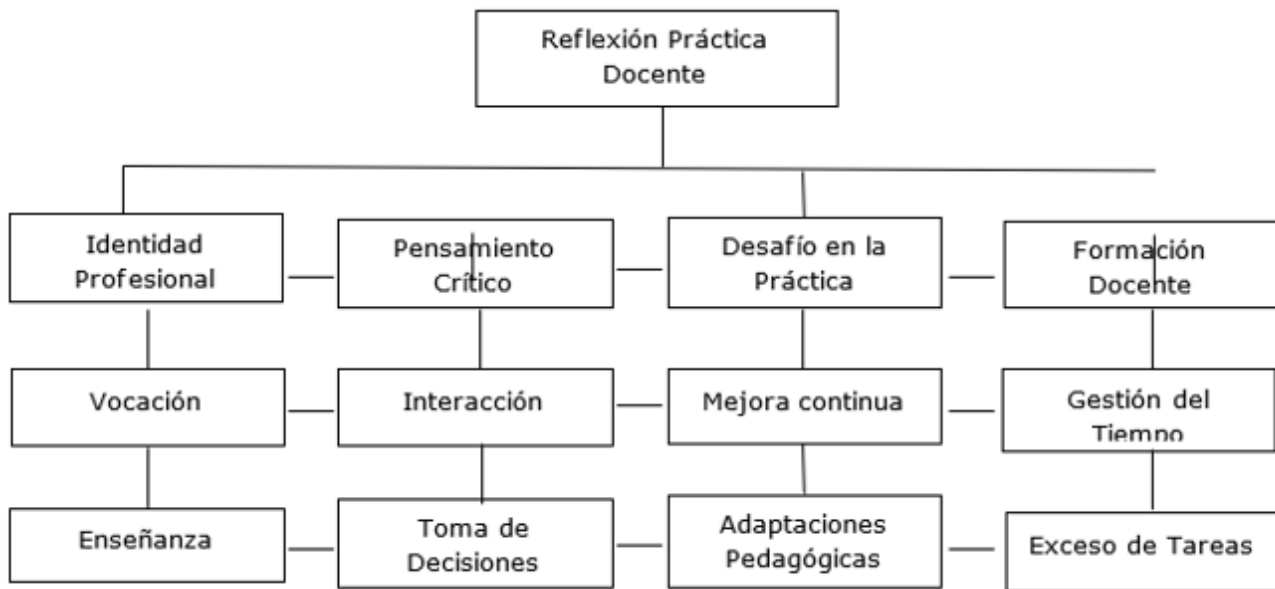 Reflexión Práctica
Docente
Identidad
Profesional
Pensamiento
Crítico
Desafío en la
Práctica
Formación
Docente
Vocación
Interacción
Mejora continua
Gestión del
Tiempo
Enseñanza
Toma de
Decisiones
Adaptaciones
Pedagógicas
Exceso de Tareas